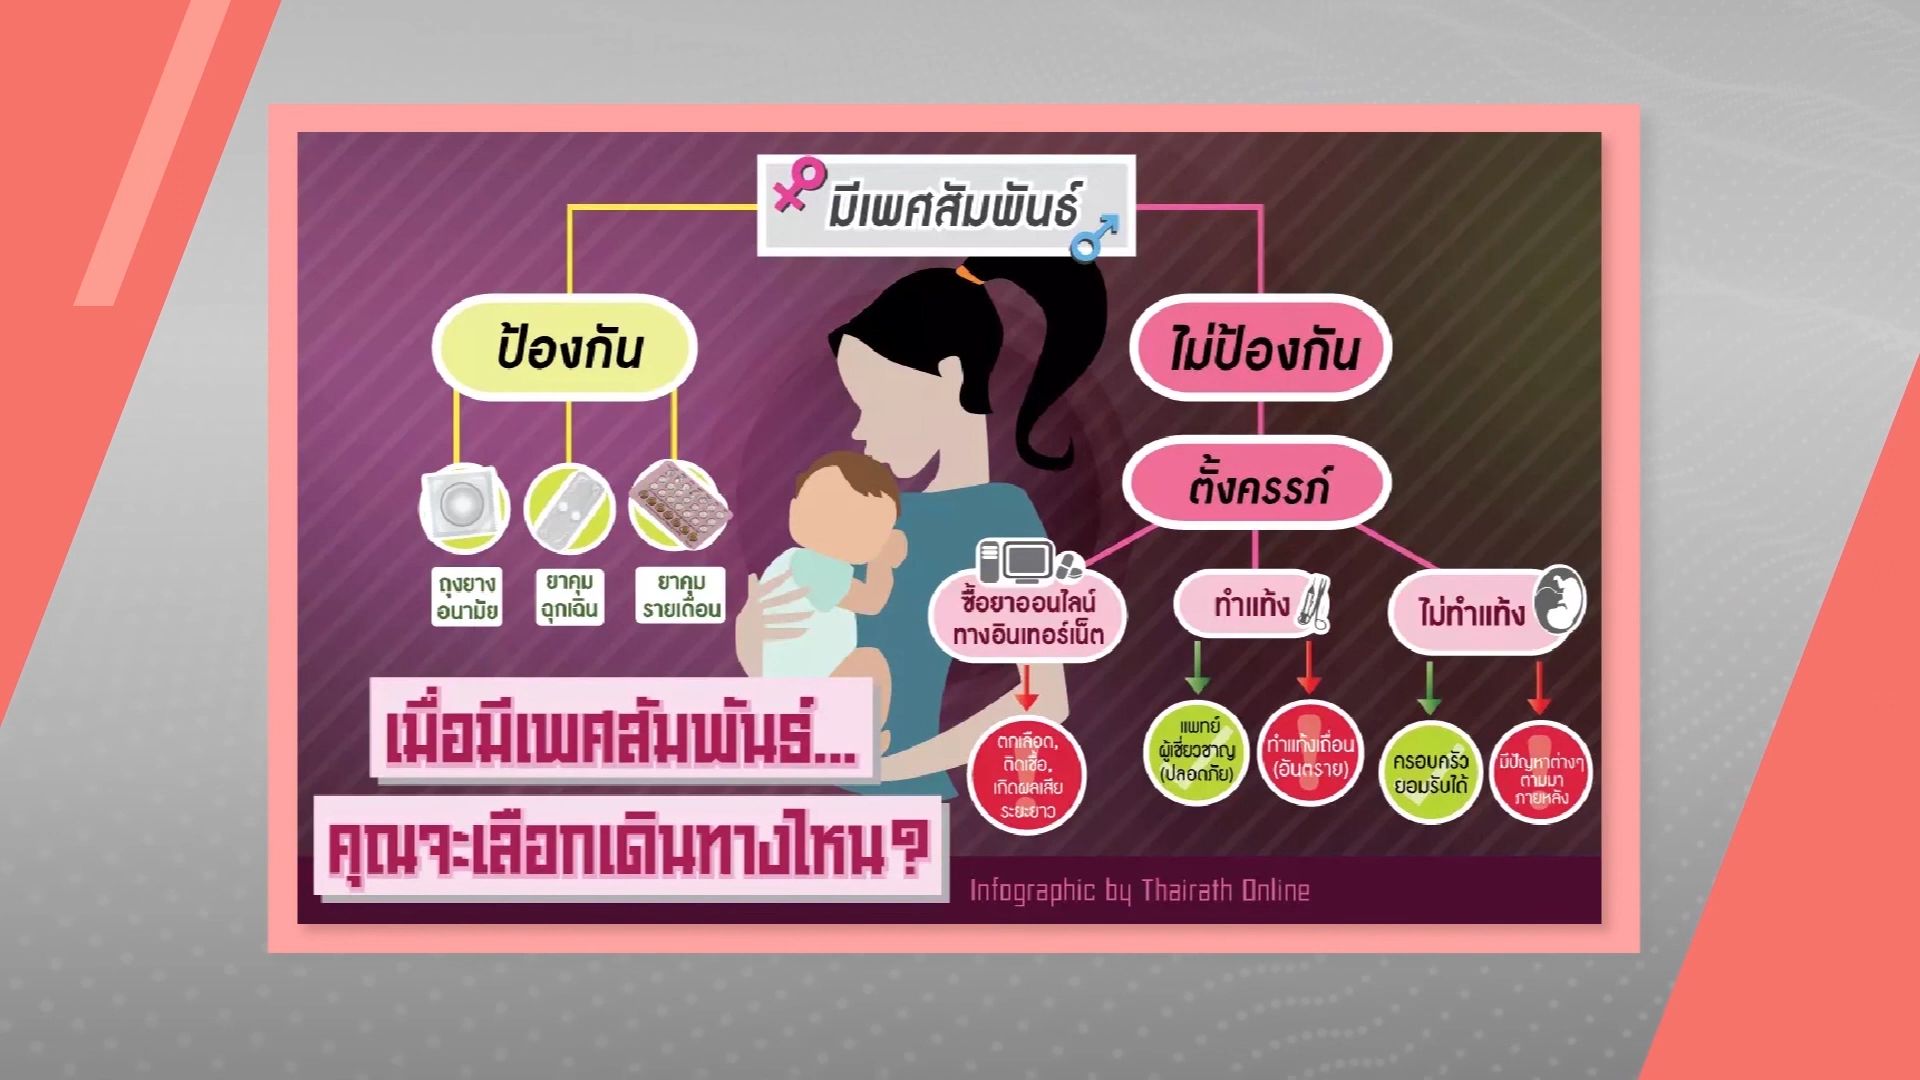 มีเพศสัมพันธ์
ป้องกัน
ไม่ป้องกัน
ตั้งครรภ์
ถุงยาง
อนามัย
ยาคุม
ฉุกเฉิน
ยาคุม
รายเดือน
ซื้อยาออนไลน์
ทางอินเทอร์เน็ต
ทำแท้ง
ไม่ทำแท้ง
ตกเลือด,
ติดเชื้อ,
เกิดผลเสีย
ระยะยาว
แพทย์
ผู้เชี่ยวชาญ
(ปลอดภัย)
ทำแท้งเถื่อน
(อันตราย)
ครอบครัว
ยอมรับได้
มีปัญหาต่างๆ
ตามมา
ภายหลัง
เมื่อมีเพศสัมพันธ์...
คุณจะเลือกเดินทางไหน?
Infographic by Thairath Online